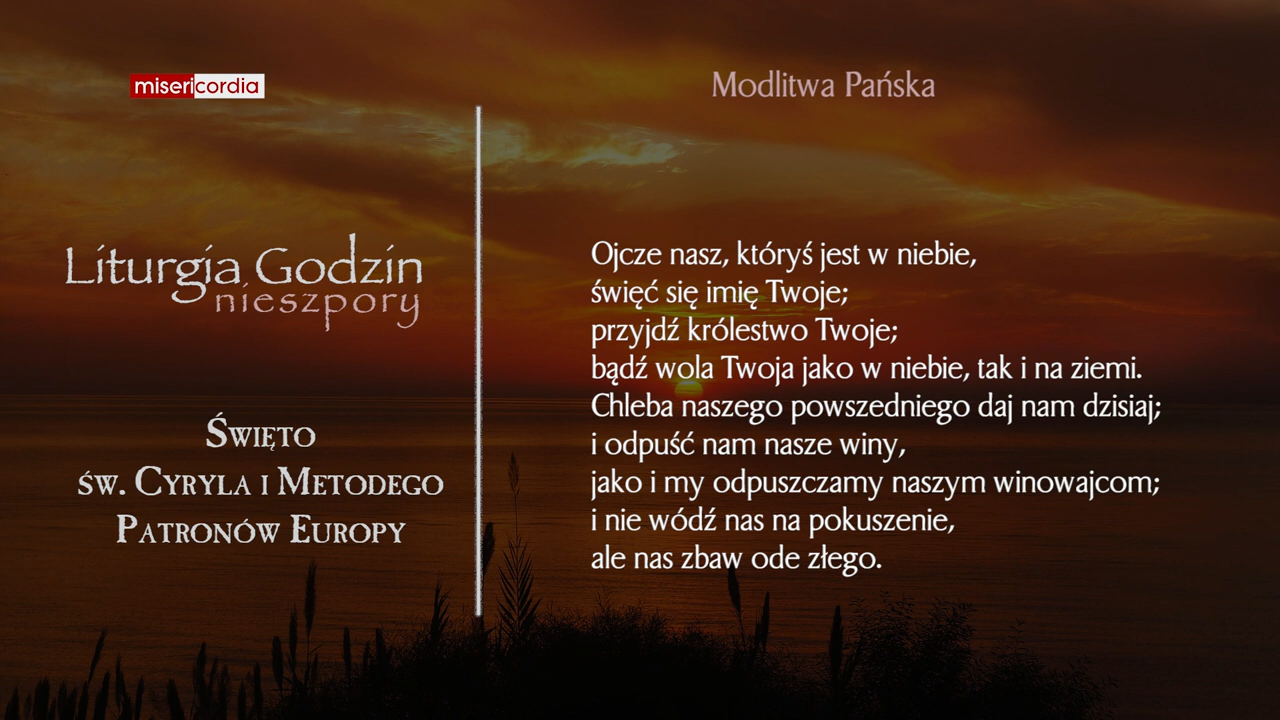 misericordia
Liturgia Godzin
nieszpory
Święto
św. Cyryla i Metodego
Patronów Europy
Modlitwa Pańska
Ojcze nasz, któryś jest w niebie,
święć się imię Twoje;
przyjdź królestwo Twoje;
bądź wola Twoja jako w niebie, tak i na ziemi.
Chleba naszego powszedniego daj nam dzisiaj;
i odpuść nam nasze winy,
jako i my odpuszczamy naszym winowajcom;
i nie wódź nas na pokuszenie,
ale nas zbaw ode złego.